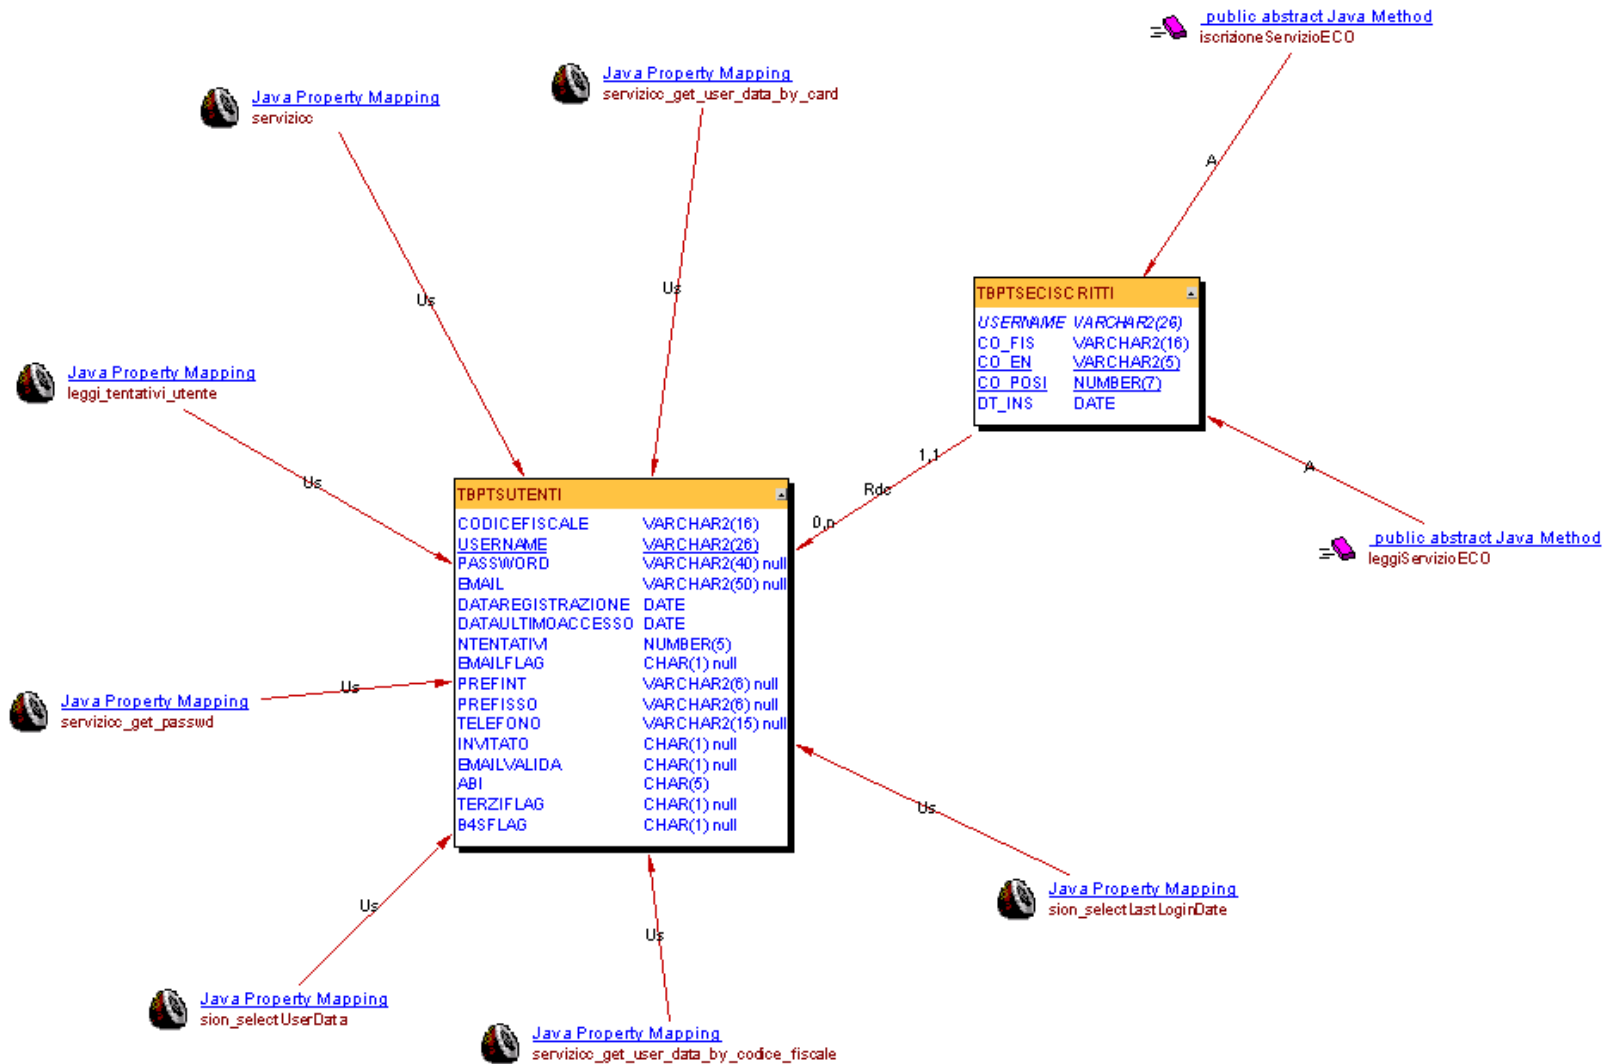 public abstract Java Method
iscrizioneServizioECO
Java Property Mapping
servizicc_get_user_data_by_card
Java Property Mapping
servizicc
A
Us
Us
TBPTSECISCRITTI
USERNAME VARCHAR2(26)
CO_FIS VARCHAR2(16)
CO_EN VARCHAR2(5)
CO_POSI NUMBER(7)
DT_INS DATE
Java Property Mapping
leggi_tentativi_utente
Us
1,1
Rdc
0,n
A
public abstract Java Method
leggiServizioECO
TBPTSUTENTI
CODICEFISCALE VARCHAR2(16)
USERNAME VARCHAR2(26)
PASSWORD VARCHAR2(40) null
EMAIL VARCHAR2(50) null
DATAREGISTRAZIONE DATE
DATAULTIMOACCESSO DATE
NTENTATIVI NUMBER(5)
EMAILFLAG CHAR(1) null
PREFINT VARCHAR2(6) null
PREFISSO VARCHAR2(6) null
TELEFONO VARCHAR2(15) null
INVITATO CHAR(1) null
EMAILVALIDA CHAR(1) null
ABI CHAR(5)
TERZIFLAG CHAR(1) null
B4SFLAG CHAR(1) null
Us
Java Property Mapping
servizicc_get_passwd
Us
Java Property Mapping
sion_selectLastLoginDate
Us
Us
Java Property Mapping
sion_selectUserData
Java Property Mapping
servizicc_get_user_data_by_codice_fiscale